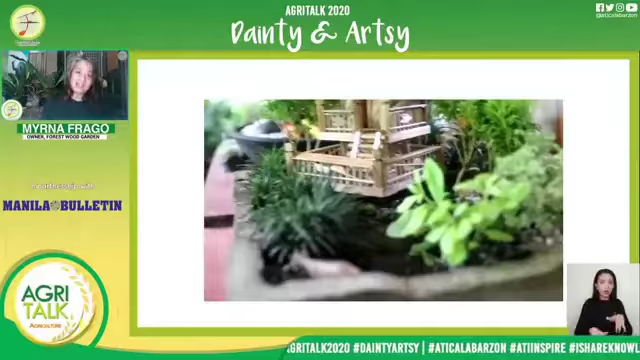 AGRITALK 2020
Dainty & Artsy
@aticalabarzon
MYRNA FRAGO
OWNER, FOREST WOOD GARDEN
In partnership with
MANILA BULLETIN
AGRI
TALK
AGRITALK2020 #DAINTYARTSY | #ATICALABARZON #ATIINSPIRE #ISHAREKNOWL